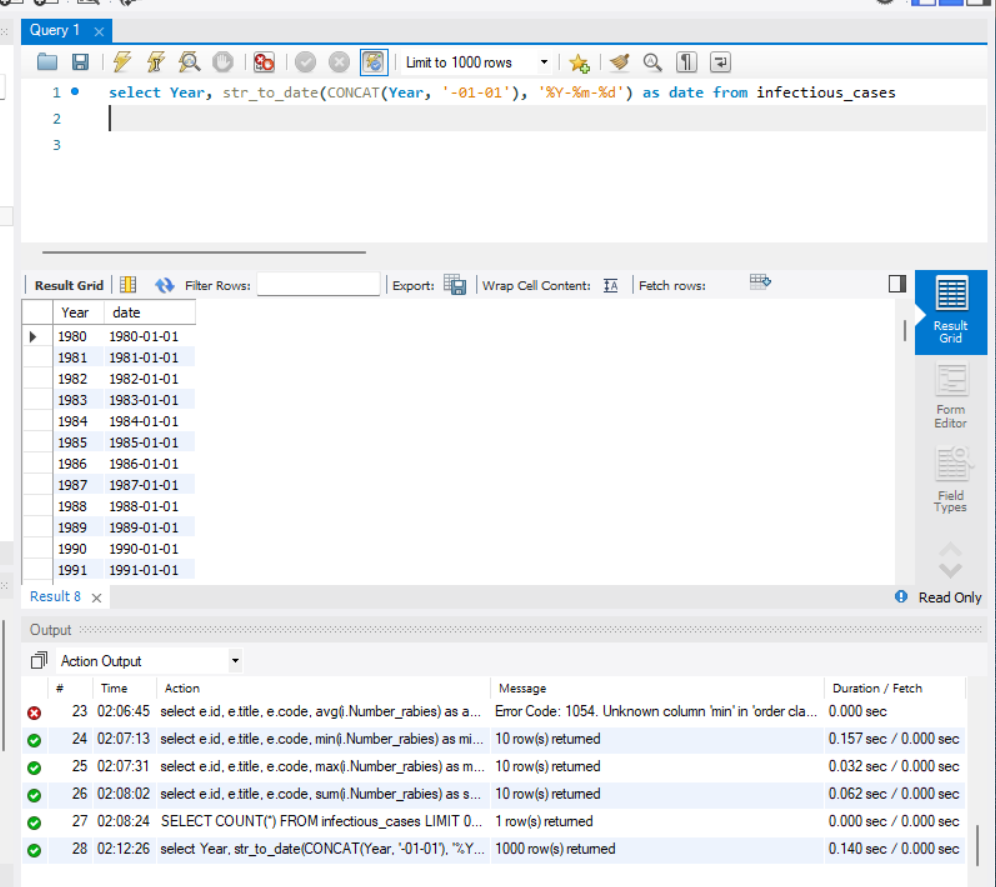 Query 1
Limit to 1000 rows
1 select Year, str_to_date(CONCAT(Year, '-01-01'), '%Y-%m-%d') as date from infectious_cases
2
3
Result Grid Filter Rows: Export: Wrap Cell Content: Fetch rows:
Year date
1980 1980-01-01
1981 1981-01-01
1982 1982-01-01
1983 1983-01-01
1984 1984-01-01
1985 1985-01-01
1986 1986-01-01
1987 1987-01-01
1988 1988-01-01
1989 1989-01-01
1990 1990-01-01
1991 1991-01-01
Result
Grid
Form
Editor
Field
Types
Result 8 Read Only
Output
Action Output
# Time Action Message Duration / Fetch
23 02:06:45 select e.id, e.title, e.code, avg(i.Number_rabies) as a... Error Code: 1054. Unknown column 'min' in 'order cla... 0.000 sec
24 02:07:13 select e.id, e.title, e.code, min(i.Number_rabies) as mi... 10 row(s) returned 0.157 sec / 0.000 sec
25 02:07:31 select e.id, e.title, e.code, max(i.Number_rabies) as m... 10 row(s) returned 0.032 sec / 0.000 sec
26 02:08:02 select e.id, e.title, e.code, sum(i.Number_rabies) as s... 10 row(s) returned 0.062 sec / 0.000 sec
27 02:08:24 SELECT COUNT(*) FROM infectious_cases LIMIT 0... 1 row(s) returned 0.000 sec / 0.000 sec
28 02:12:26 select Year, str_to_date(CONCAT(Year, '-01-01'), '%Y... 1000 row(s) returned 0.140 sec / 0.000 sec